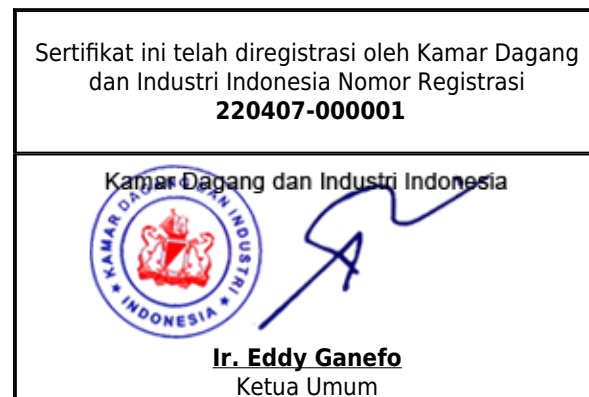 Sertifikat ini telah diregistrasi oleh Kamar Dagang
dan Industri Indonesia Nomor Registrasi
220407-000001
Kamar Dagang dan Industri Indonesia
KAMAR DAGANG DAN INDUSTRI
INDONESIA
Ir. Eddy Ganefo
Ketua Umum